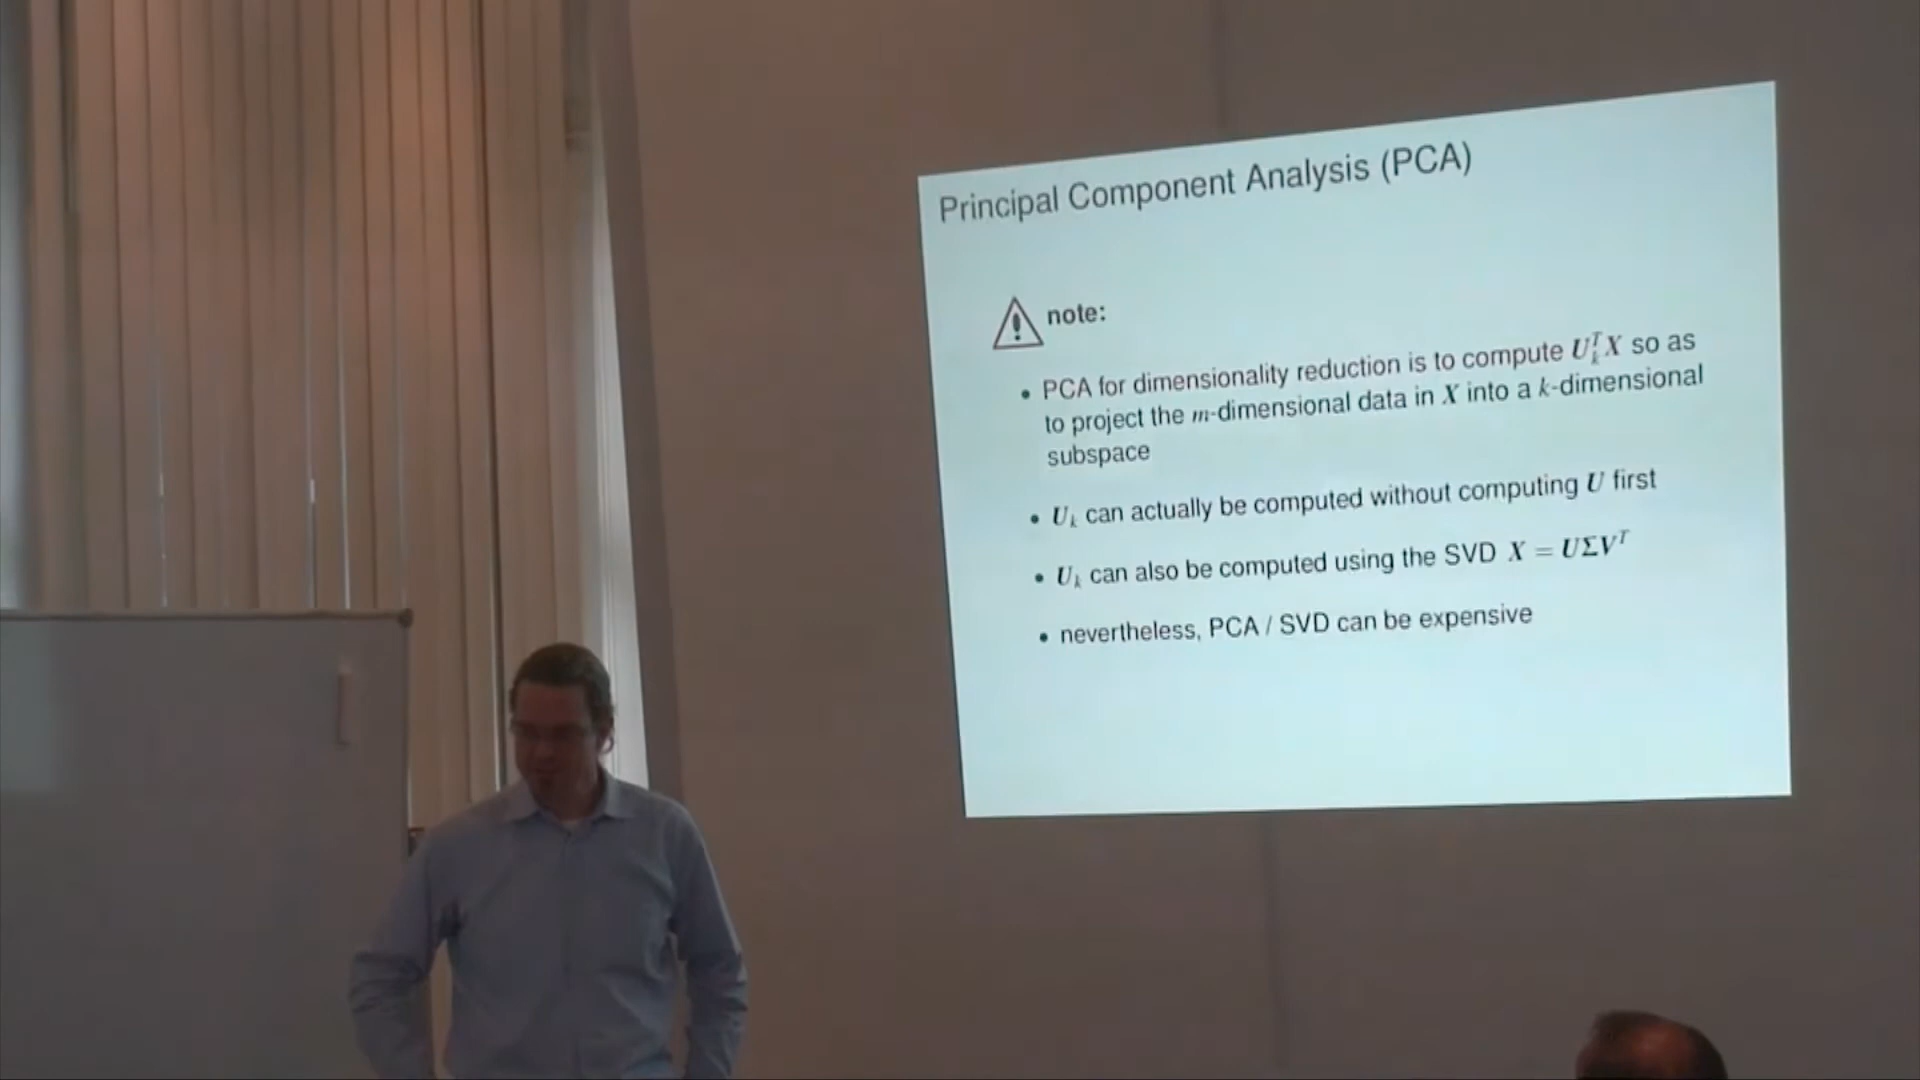 Principal Component Analysis (PCA)
note:
• PCA for dimensionality reduction is to compute $U_k^T X$ so as
to project the m-dimensional data in X into a k-dimensional
subspace
• $U_k$ can actually be computed without computing U first
• $U_k$ can also be computed using the SVD $X = U\Sigma V^T$
• nevertheless, PCA / SVD can be expensive